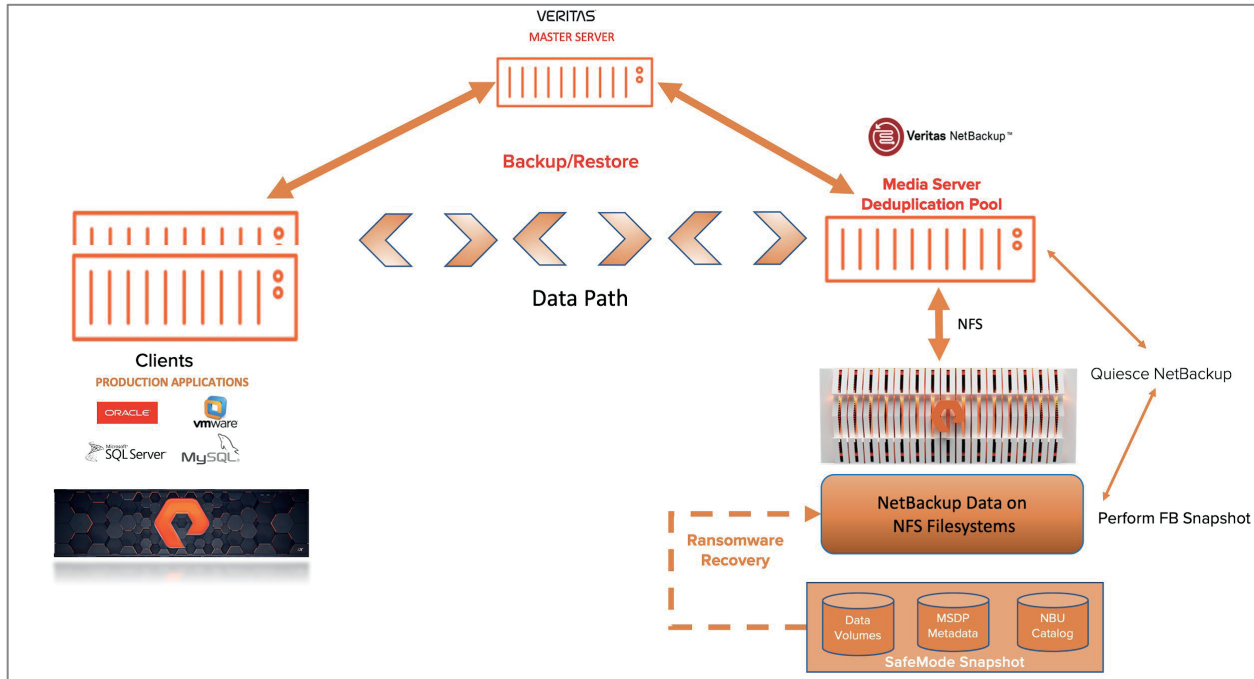 VERITAS
MASTER SERVER
Backup/Restore
Veritas NetBackup™
Media Server
Deduplication Pool
Data Path
NFS
Clients
PRODUCTION APPLICATIONS
ORACLE
vmware
Microsoft
SQL Server
MySQL
Quiesce NetBackup
NetBackup Data on
NFS Filesystems
Perform FB Snapshot
Ransomware
Recovery
Data
Volumes
MSDP
Metadata
NBU
Catalog
SafeMode Snapshot